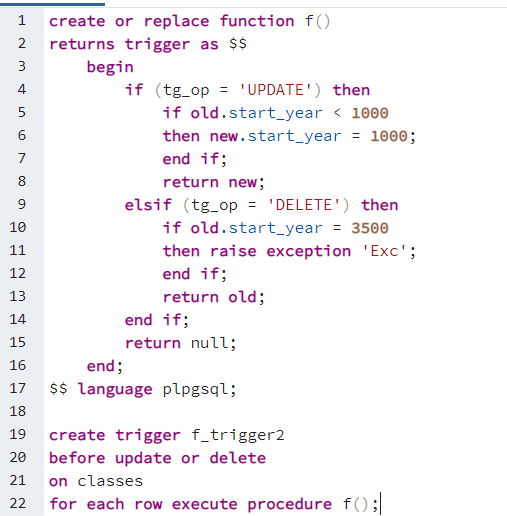 1 create or replace function f()
2 returns trigger as $$
3     begin
4         if (tg_op = 'UPDATE') then
5             if old.start_year < 1000
6             then new.start_year = 1000;
7             end if;
8             return new;
9         elsif (tg_op = 'DELETE') then
10             if old.start_year = 3500
11             then raise exception 'Exc';
12             end if;
13             return old;
14         end if;
15         return null;
16     end;
17 $$ language plpgsql;
18
19 create trigger f_trigger2
20 before update or delete
21 on classes
22 for each row execute procedure f();